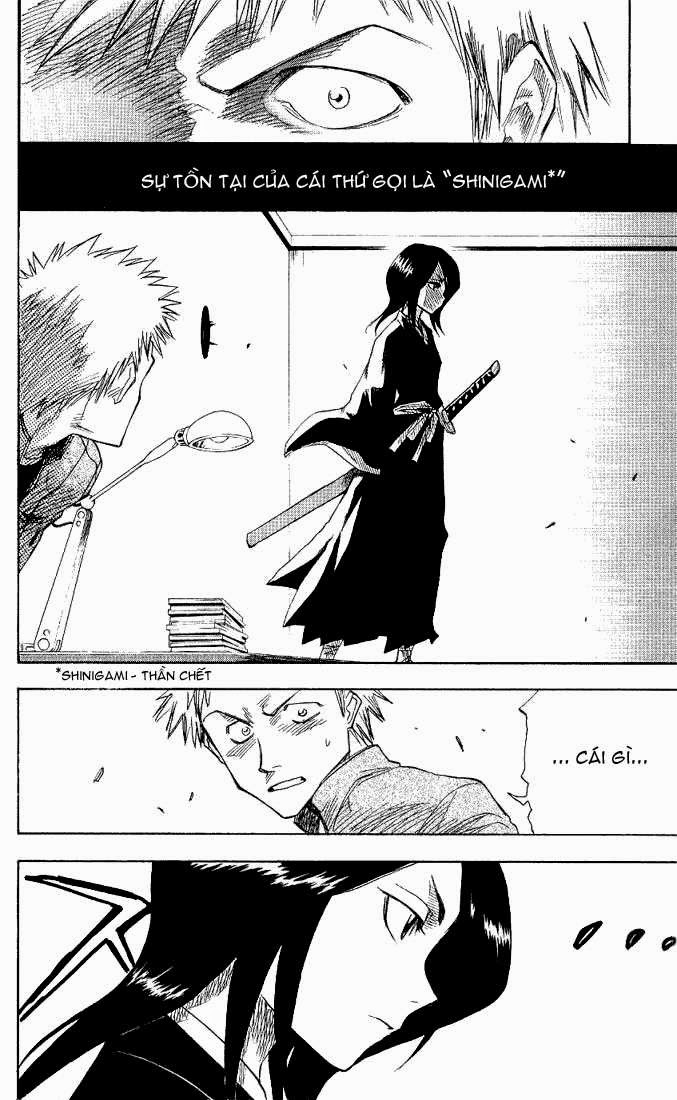 SỰ TỒN TẠI CỦA CÁI THỨ GỌI LÀ "SHINIGAMI*"
*SHINIGAMI - THẦN CHẾT
... CÁI GÌ...